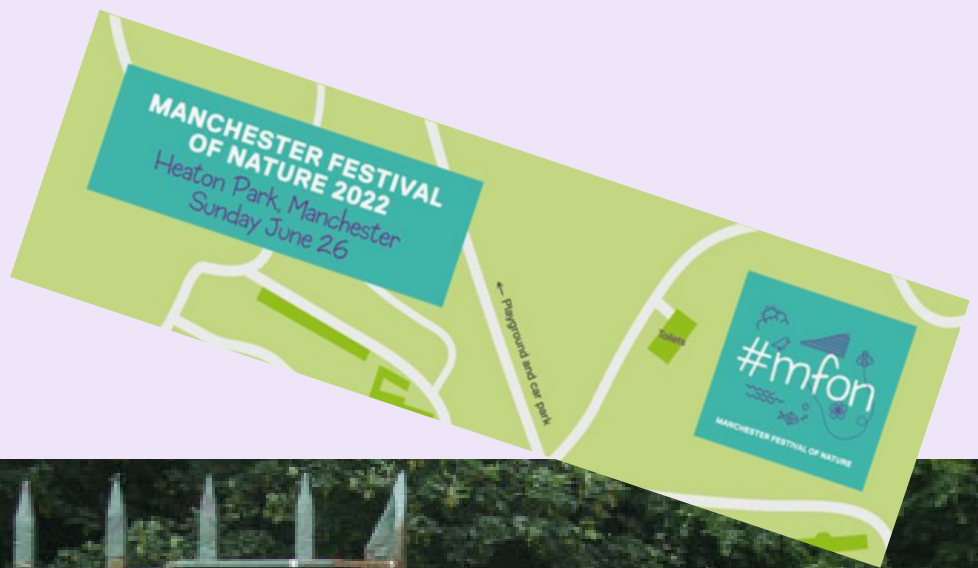 MANCHESTER FESTIVAL
OF NATURE 2022
Heaton Park, Manchester
Sunday June 26
← Playground and car park
Toilets
#mfon
MANCHESTER FESTIVAL OF NATURE